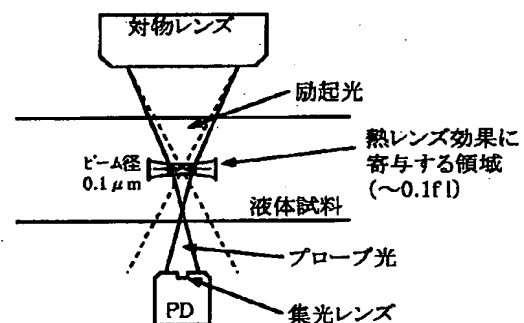 対物レンズ
励起光
ビーム径
0.1μm
熱レンズ効果に
寄与する領域
(～0.1fl)
液体試料
プローブ光
PD
集光レンズ